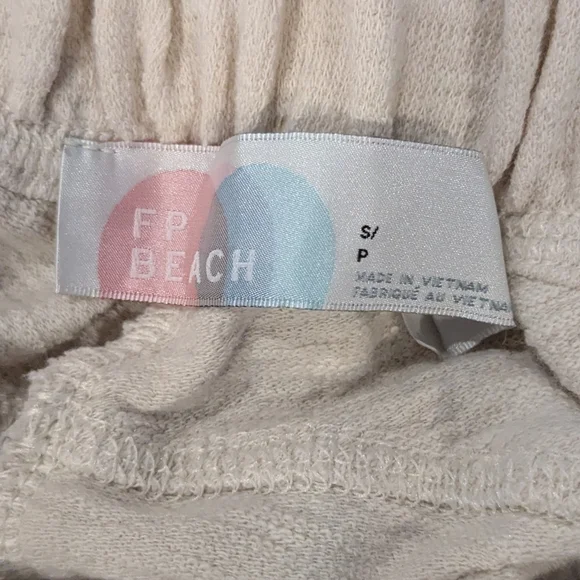 FP
BEACH
S/
P
MADE IN VIETNAM
FABRIQUÉ AU VIETNA